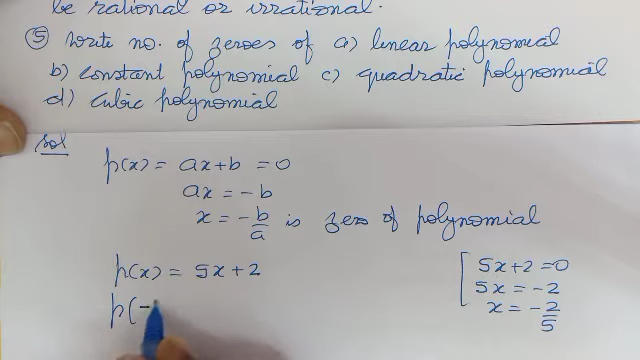 be rational or irrational.
⑤ Write no. of zeroes of a) linear polynomial
b) constant polynomial c) quadratic polynomial
d) cubic polynomial
sol
p(x) = ax+b = 0
ax = -b
x = -b/a is zero of polynomial
p(x) = 5x+2
p(-
5x+2 = 0
5x = -2
x = -2/5